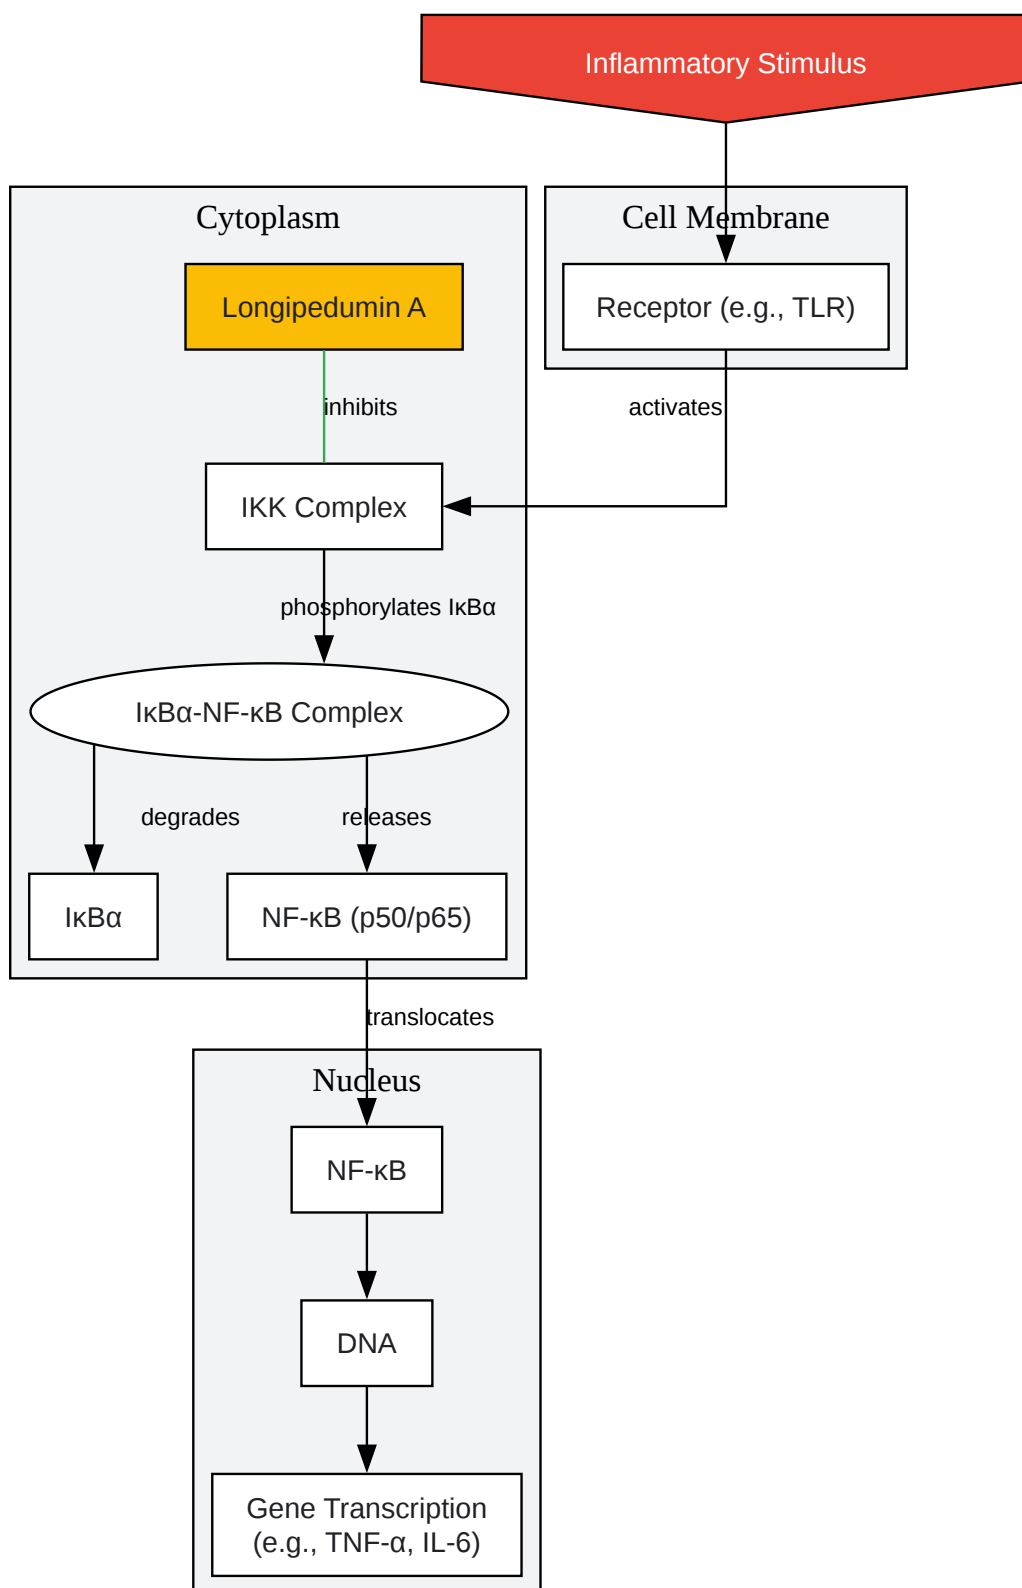 Inflammatory Stimulus
Cytoplasm
Cell Membrane
Longipedumin A
Receptor (e.g., TLR)
inhibits
activates
IKK Complex
phosphorylates IκBα
IκBα-NF-κB Complex
degrades
releases
IκBα
NF-κB (p50/p65)
translocates
Nucleus
NF-κB
DNA
Gene Transcription
(e.g., TNF-α, IL-6)